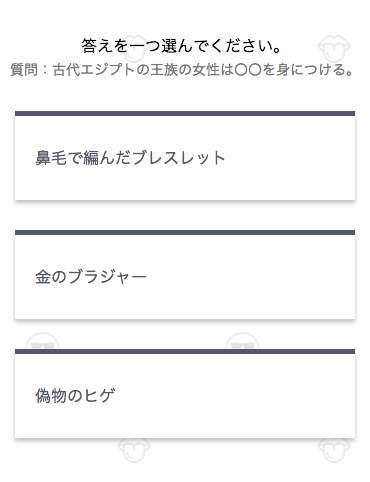 答えを一つ選んでください。
質問：古代エジプトの王族の女性は〇〇を身につける。
鼻毛で編んだブレスレット
金のブラジャー
偽物のヒゲ